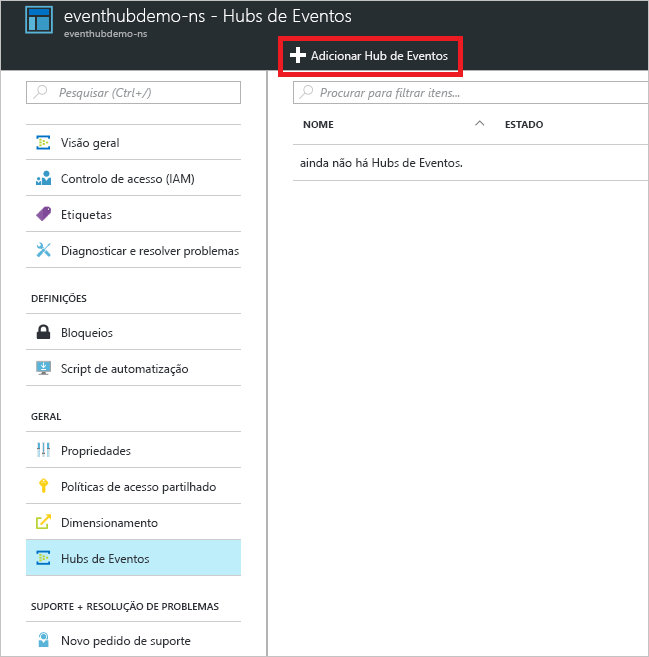 eventhubdemo-ns - Hubs de Eventos
eventhubdemo-ns
Adicionar Hub de Eventos
Pesquisar (Ctrl+/)
Visão geral
Controlo de acesso (IAM)
Etiquetas
Diagnosticar e resolver problemas
DEFINIÇÕES
Bloqueios
Script de automatização
GERAL
Propriedades
Políticas de acesso partilhado
Dimensionamento
Hubs de Eventos
SUPORTE + RESOLUÇÃO DE PROBLEMAS
Novo pedido de suporte
Procurar para filtrar itens...
NOME ESTADO
ainda não há Hubs de Eventos.